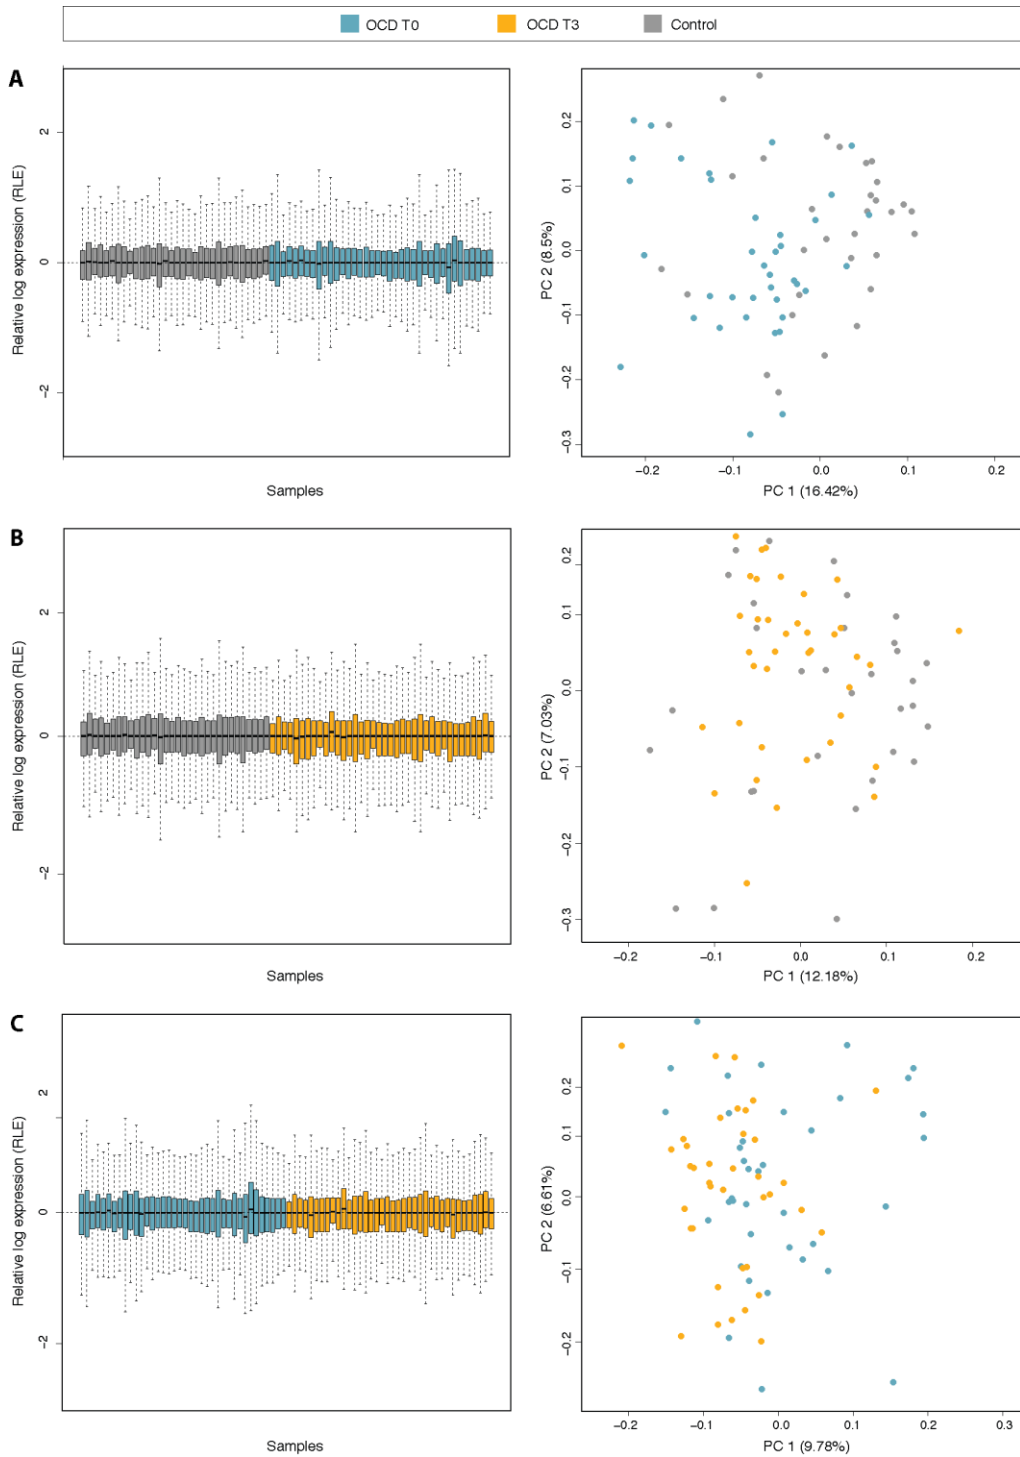 OCD T0 OCD T3 Control
A
Relative log expression (RLE)
2
0
-2
Samples
PC 2 (8.5%)
0.2
0.1
0.0
-0.1
-0.2
-0.3
-0.2 -0.1 0.0 0.1 0.2
PC 1 (16.42%)
B
Relative log expression (RLE)
2
0
-2
Samples
PC 2 (7.03%)
0.2
0.1
0.0
-0.1
-0.2
-0.3
-0.2 -0.1 0.0 0.1 0.2
PC 1 (12.18%)
C
Relative log expression (RLE)
2
0
-2
Samples
PC 2 (6.61%)
0.2
0.1
0.0
-0.1
-0.2
-0.2 -0.1 0.0 0.1 0.2 0.3
PC 1 (9.78%)